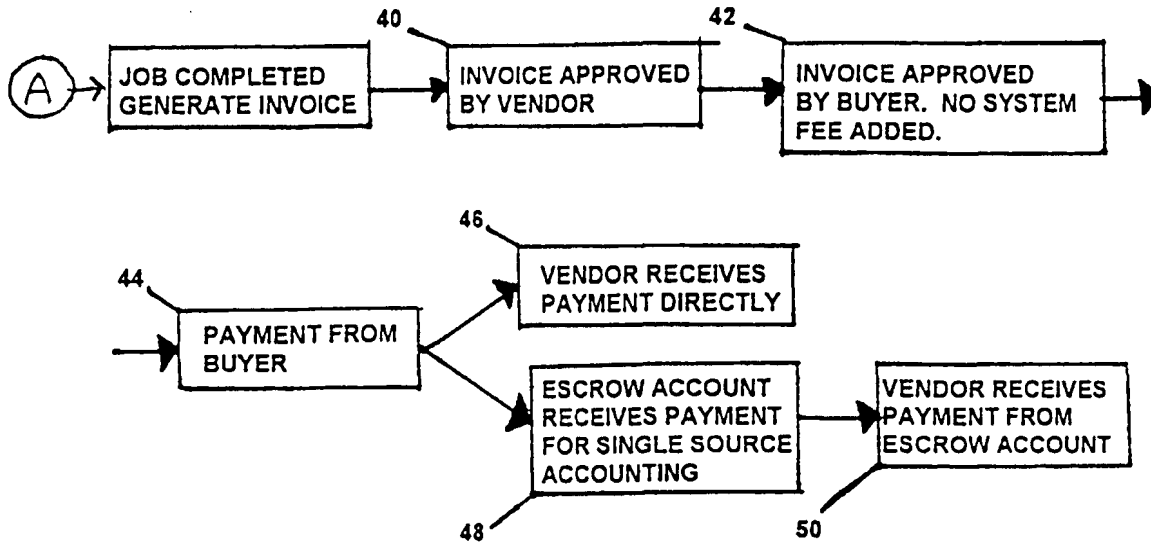 40
42
A
JOB COMPLETED
GENERATE INVOICE
INVOICE APPROVED
BY VENDOR
INVOICE APPROVED
BY BUYER. NO SYSTEM
FEE ADDED.
44
46
PAYMENT FROM
BUYER
VENDOR RECEIVES
PAYMENT DIRECTLY
ESCROW ACCOUNT
RECEIVES PAYMENT
FOR SINGLE SOURCE
ACCOUNTING
VENDOR RECEIVES
PAYMENT FROM
ESCROW ACCOUNT
48
50